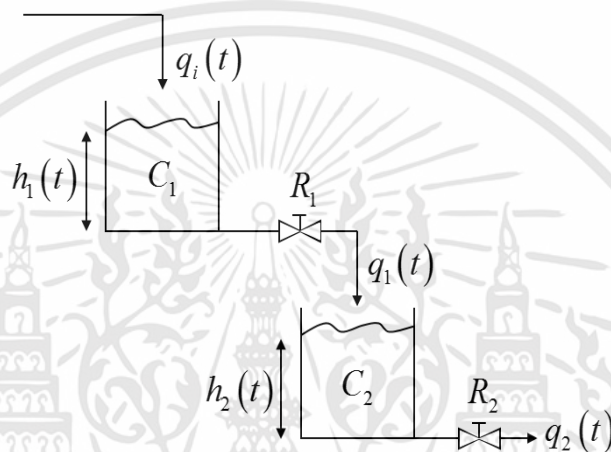 q_i(t)
h_1(t)
C_1
R_1
q_1(t)
h_2(t)
C_2
R_2
q_2(t)